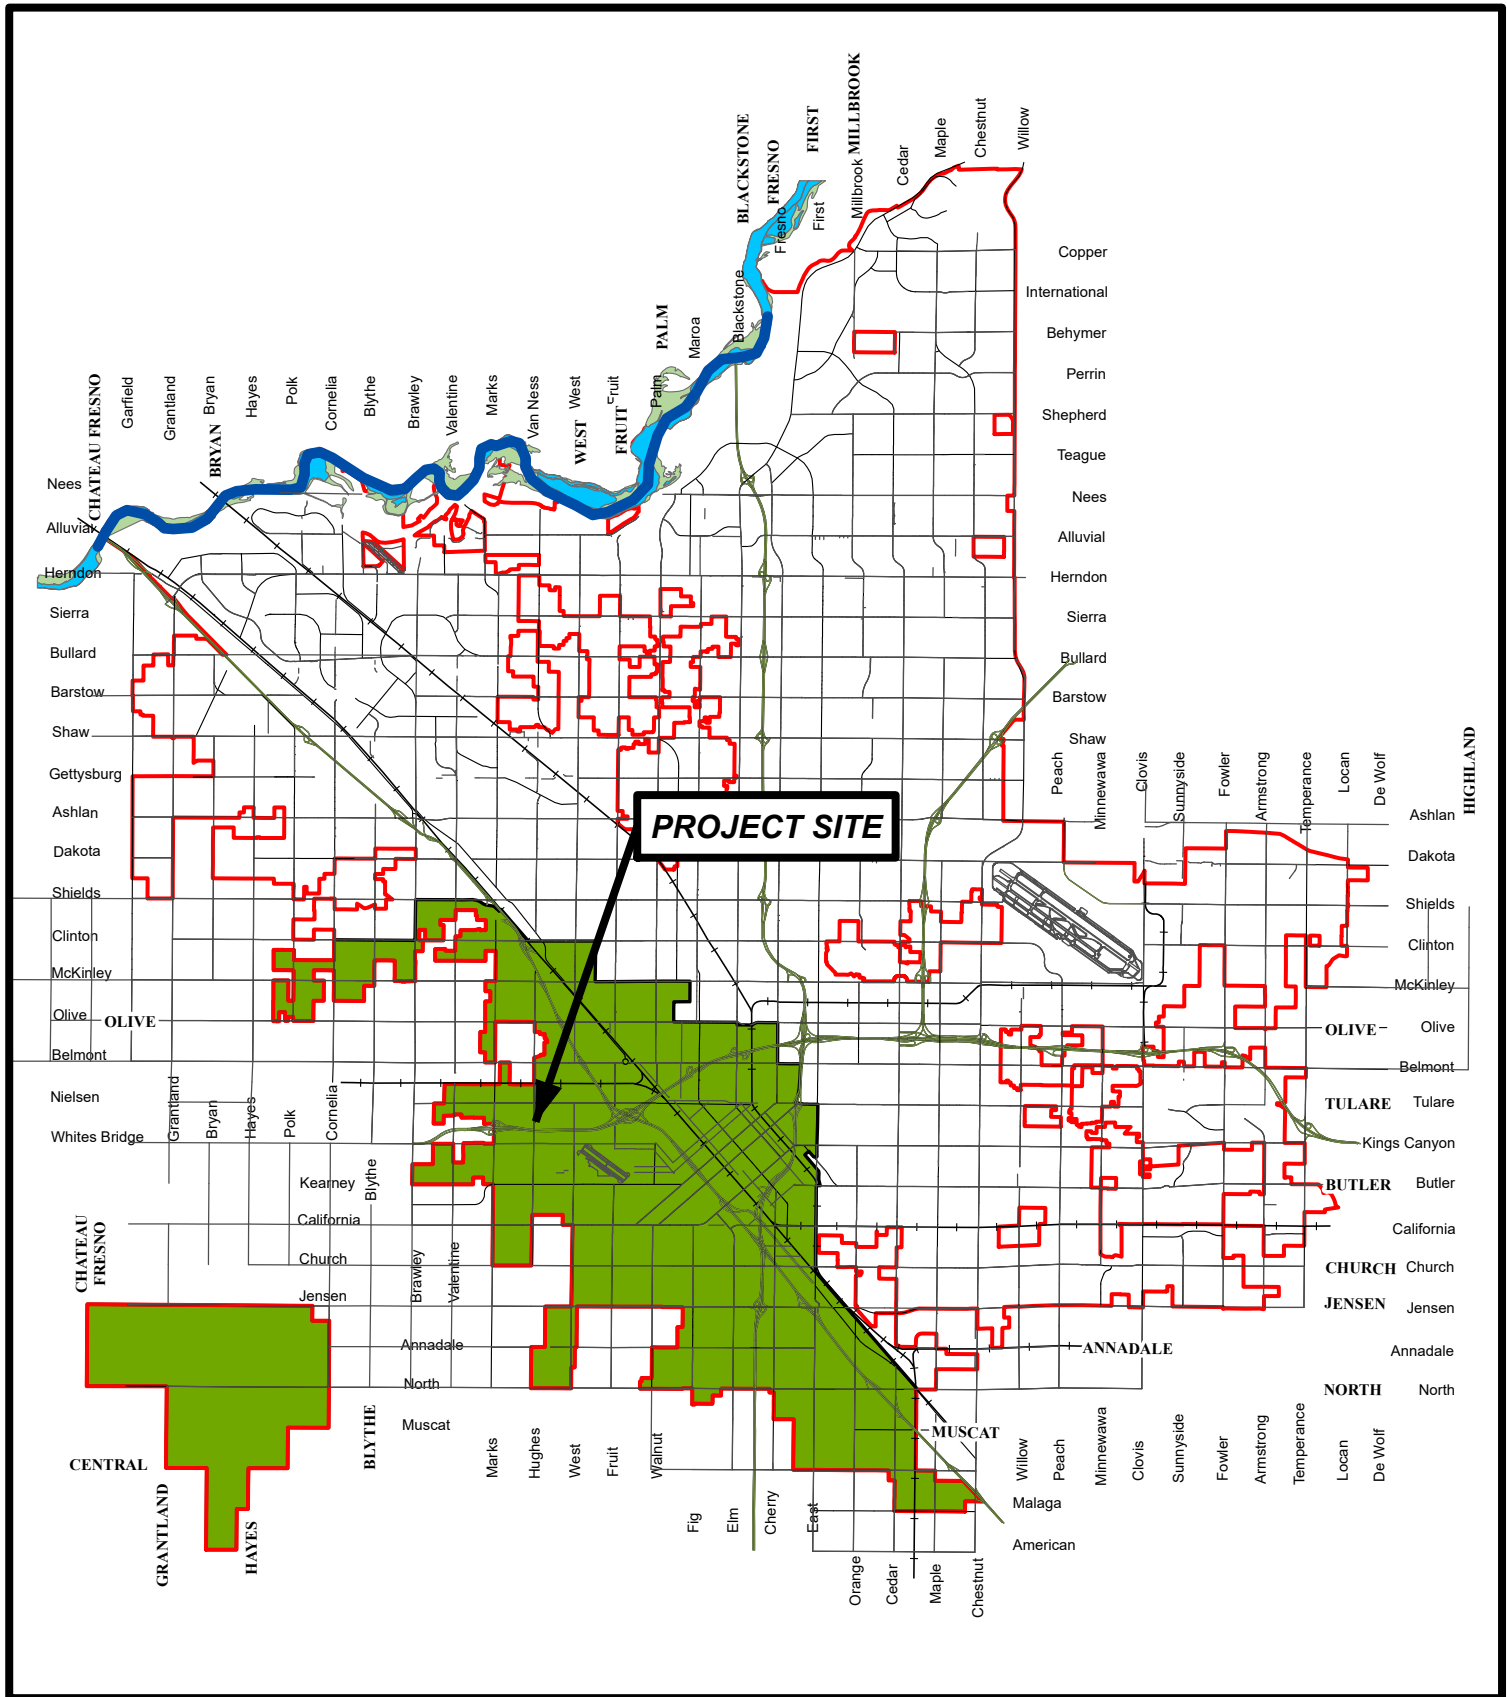 BLACKSTONE
FRESNO
FIRST
MILLBROOK
Fresno
First
Millbrook
Cedar
Maple
Chestnut
Willow
Copper
International
Behymer
Perrin
Shepherd
Teague
Nees
Alluvial
Herndon
Sierra
Bullard
Barstow
Shaw
CHATEAU FRESNO
Garfield
Grantland
Bryan
BRYAN
Hayes
Polk
Cornelia
Blythe
Brawley
Valentine
Marks
Van Ness
West
WEST
Fruit
FRUIT
Palm
PALM
Maroa
Blackstone
Nees
Alluvial
Herndon
Sierra
Bullard
Barstow
Shaw
Gettysburg
Ashlan
Dakota
Shields
Clinton
McKinley
Olive
OLIVE
Belmont
Nielsen
Whites Bridge
PROJECT SITE
Peach
Minnewawa
Clovis
Sunnyside
Fowler
Armstrong
Temperance
Locan
De Wolf
HIGHLAND
Ashlan
Dakota
Shields
Clinton
McKinley
OLIVE
Olive
Belmont
TULARE
Tulare
Kings Canyon
BUTLER
Butler
California
CHURCH
Church
JENSEN
Jensen
ANNADALE
Annadale
NORTH
North
Grantland
Bryan
Hayes
Polk
Cornelia
Blythe
Kearney
California
Church
Jensen
Brawley
Valentine
Annadale
North
Muscat
CHATEAU
FRESNO
CENTRAL
GRANTLAND
HAYES
BLYTHE
Marks
Hughes
West
Fruit
Walnut
Fig
Elm
Cherry
East
Orange
Cedar
Maple
Chestnut
MUSCAT
Malaga
American
Willow
Peach
Minnewawa
Clovis
Sunnyside
Fowler
Armstrong
Temperance
Locan
De Wolf